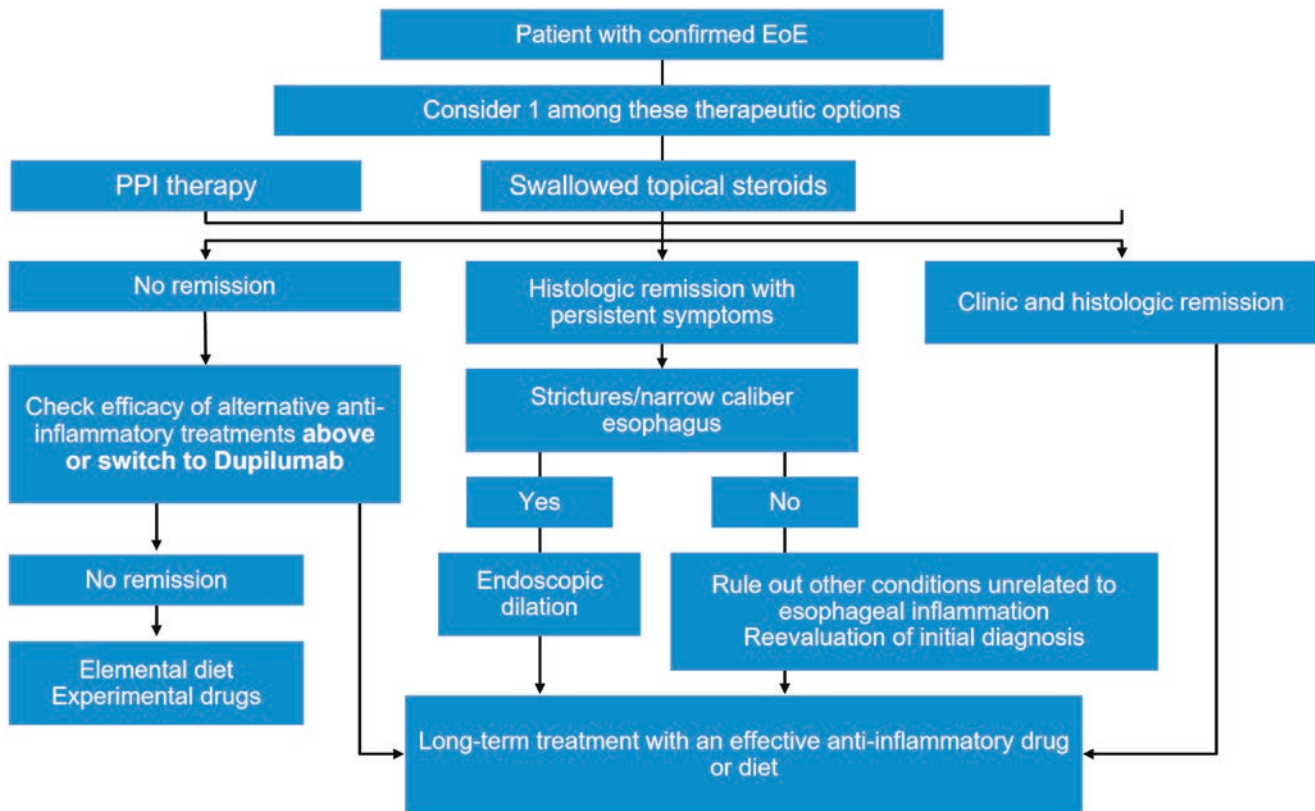 Patient with confirmed EoE
Consider 1 among these therapeutic options
PPI therapy
Swallowed topical steroids
No remission
Histologic remission with
persistent symptoms
Clinic and histologic remission
Check efficacy of alternative anti-
inflammatory treatments above
or switch to Dupilumab
Strictures/narrow caliber
esophagus
Yes
No
No remission
Endoscopic
dilation
Rule out other conditions unrelated to
esophageal inflammation
Reevaluation of initial diagnosis
Elemental diet
Experimental drugs
Long-term treatment with an effective anti-inflammatory drug
or diet